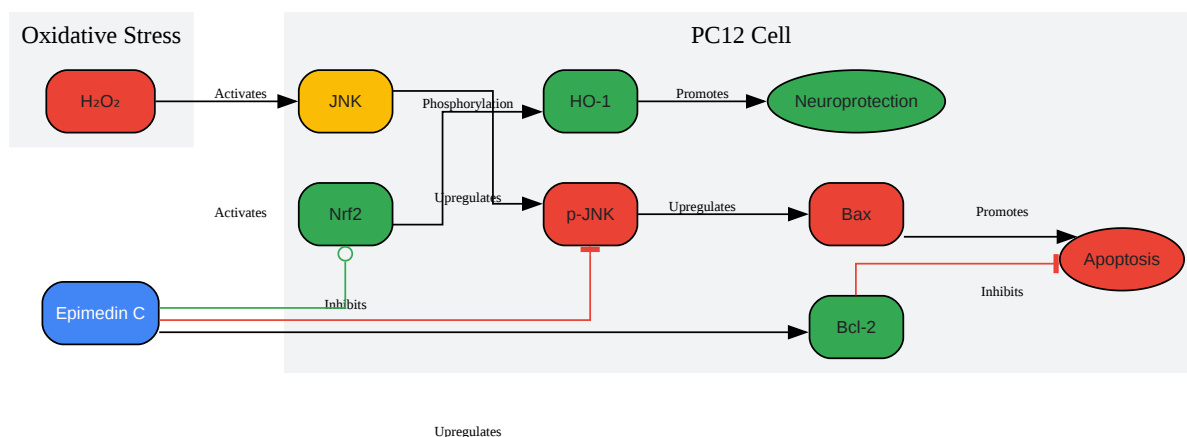 Oxidative Stress
PC12 Cell
H₂O₂
Activates
JNK
Phosphorylation
HO-1
Promotes
Neuroprotection
Activates
Nrf2
Upregulates
p-JNK
Upregulates
Bax
Promotes
Apoptosis
Epimedin C
Inhibits
Inhibits
Bcl-2
Upregulates